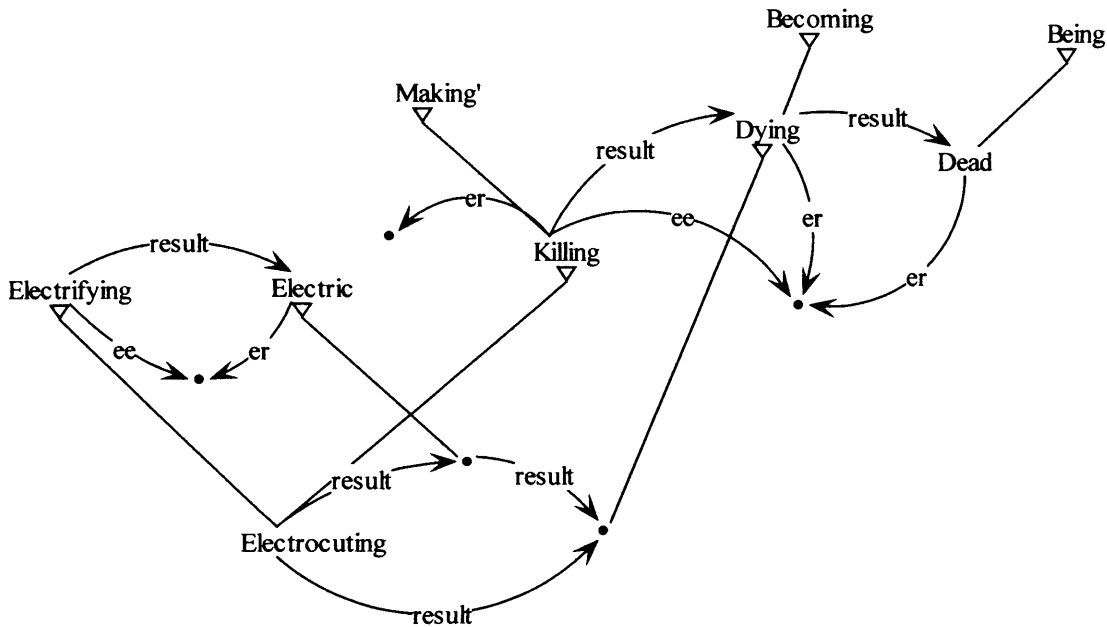 Becoming
Being
Making'
Dying
result
result
Dead
er
ee
er
result
Killing
er
Electrifying
Electric
ee
er
result
result
Electrocuting
result